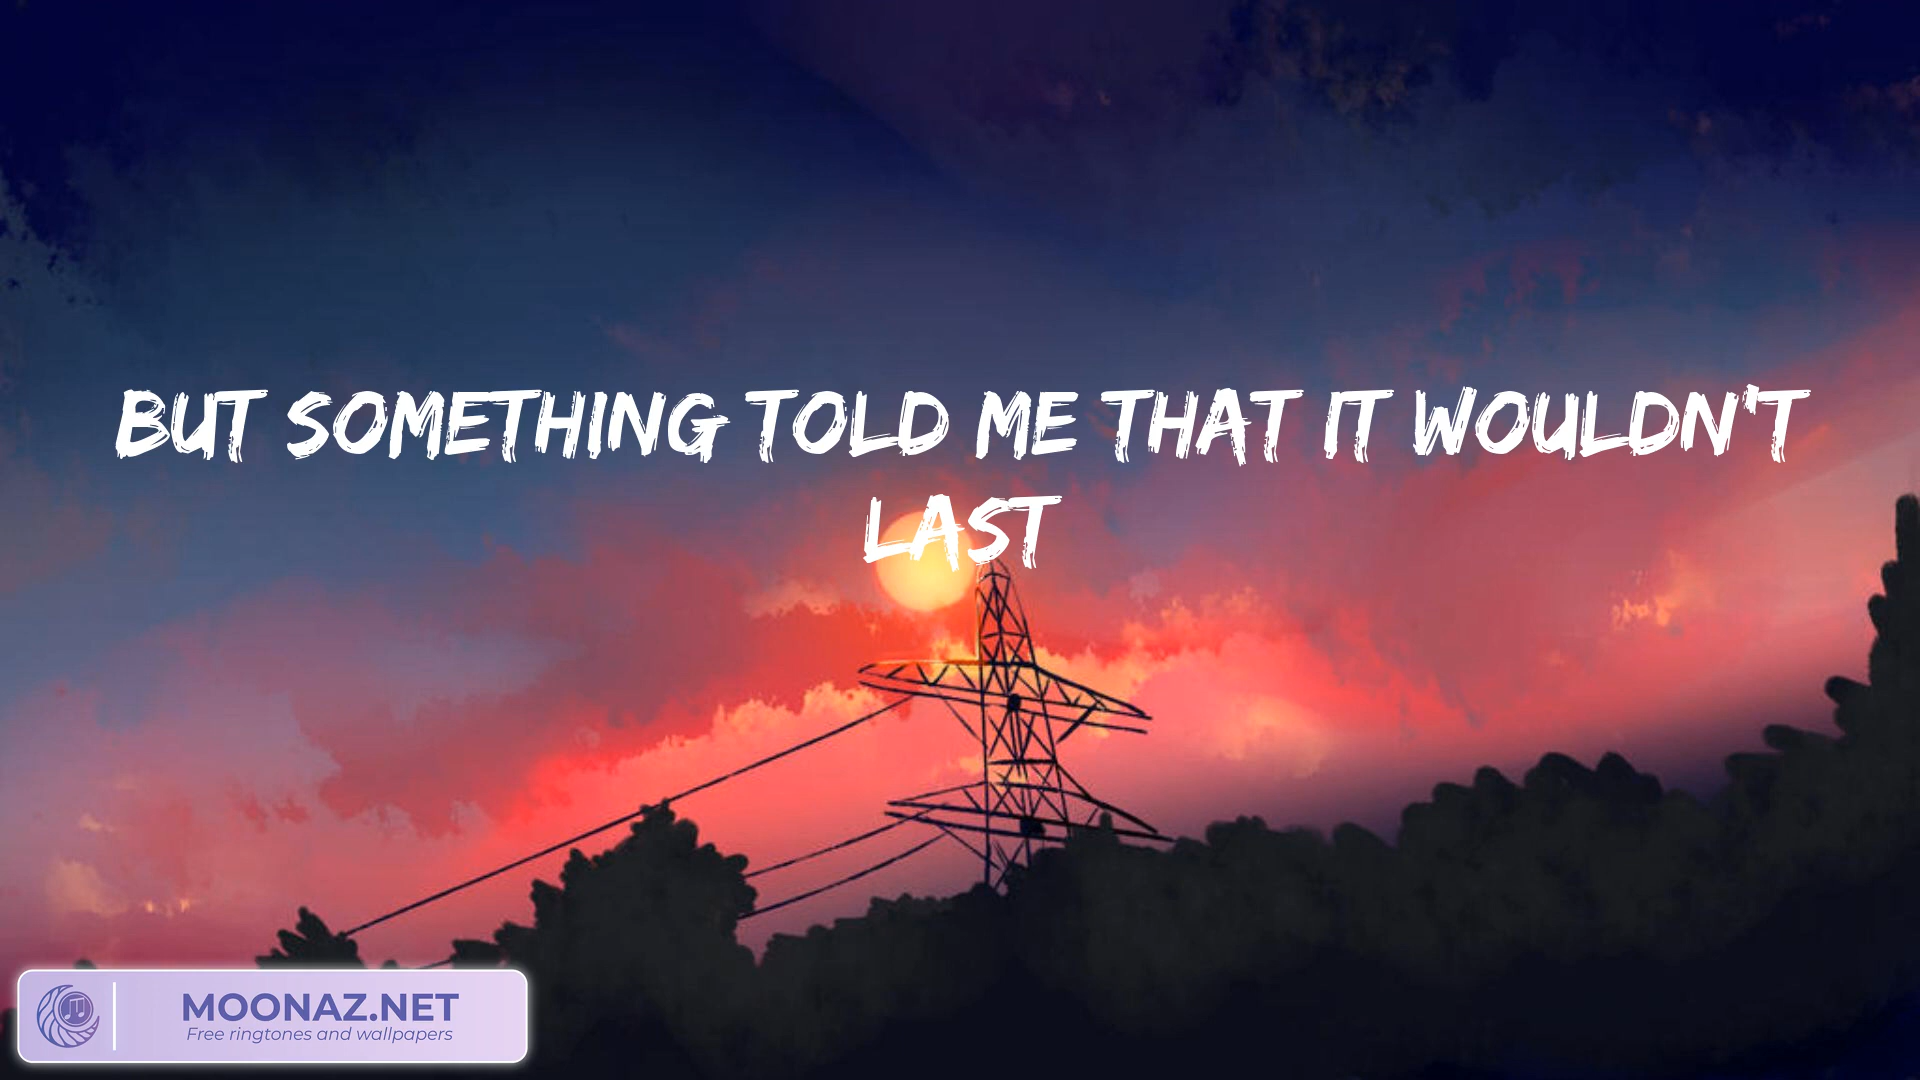 BUT SOMETHING TOLD ME THAT IT WOULDN'T
LAST
MOONAZ.NET
Free ringtones and wallpapers